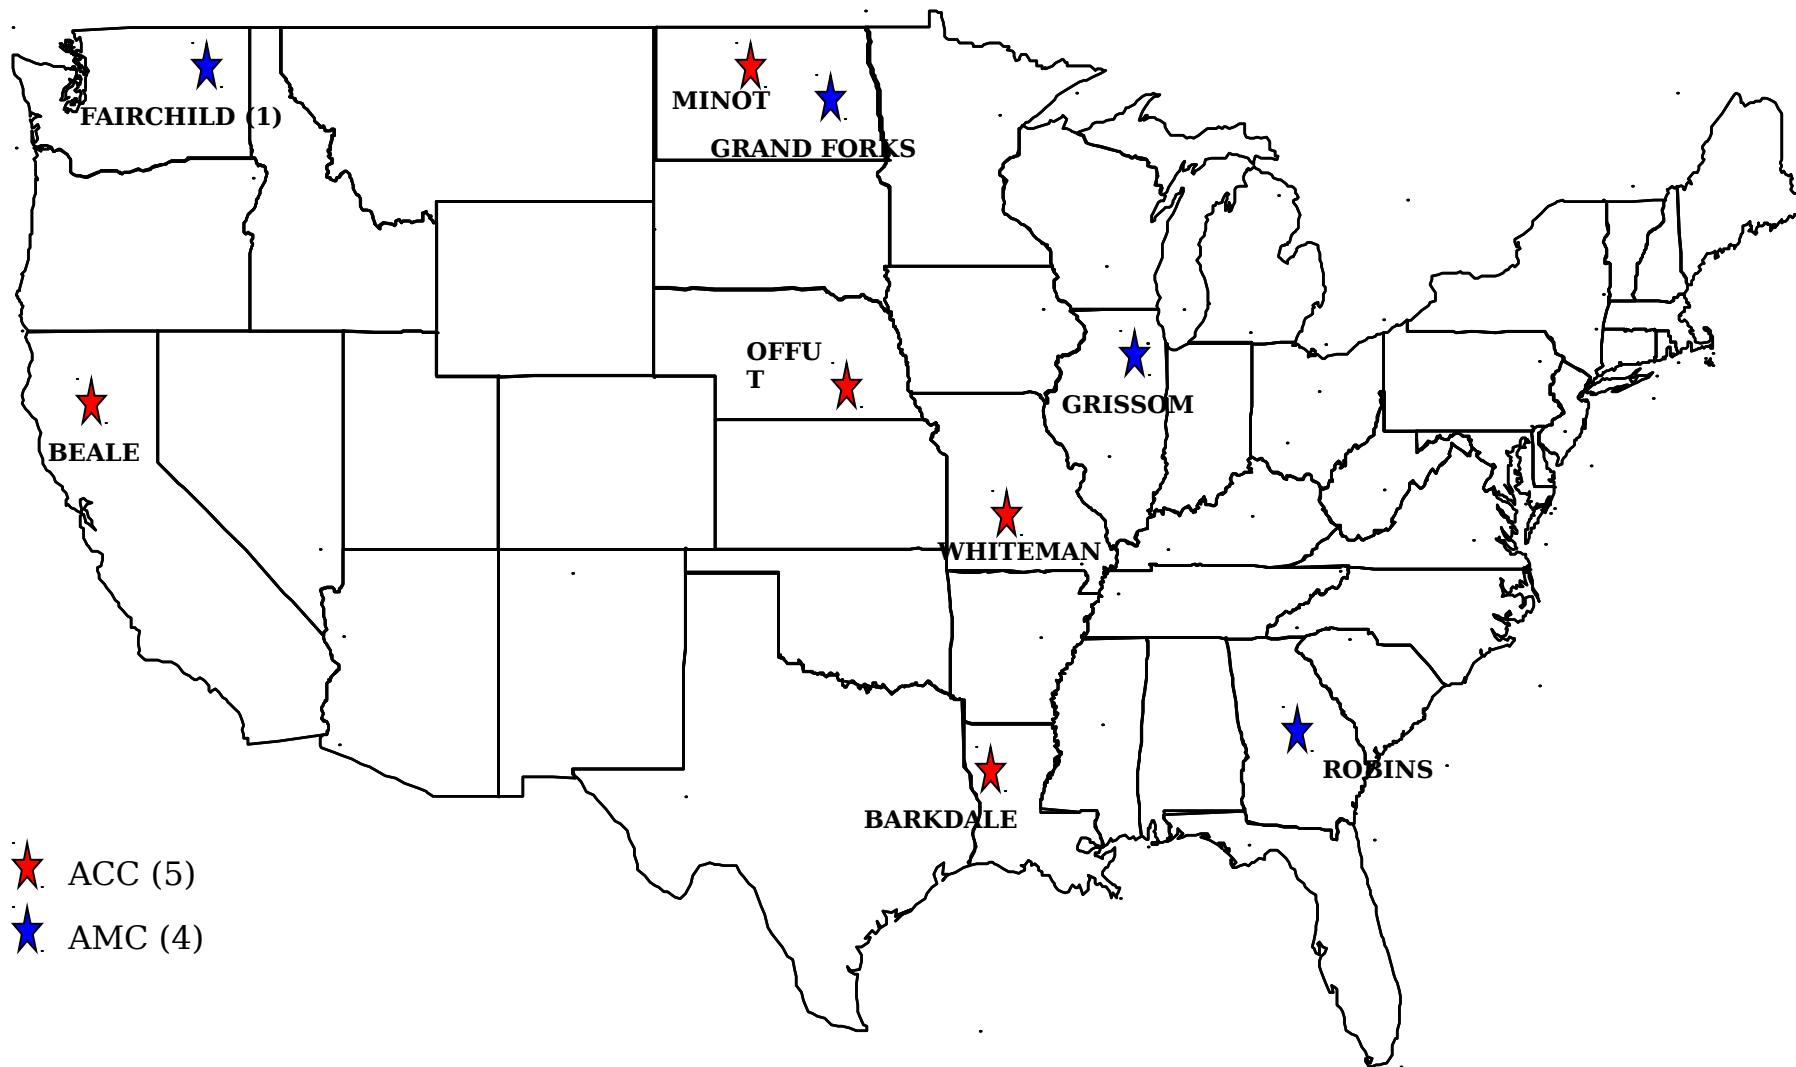 FAIRCHILD (1)
MINOT
GRAND FORKS
OFFU
T
GRISSOM
BEALE
WHITEMAN
ROBINS
BARKDALE
ACC (5)
AMC (4)